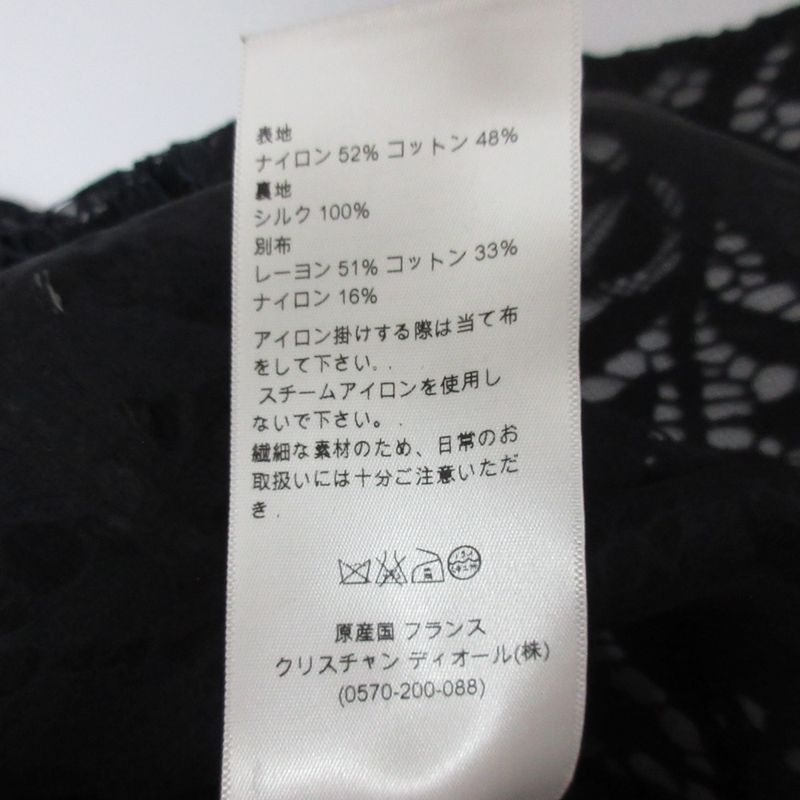 表地
ナイロン 52% コットン 48%
裏地
シルク 100%
別布
レーヨン 51% コットン 33%
ナイロン 16%
アイロン掛けする際は当て布
をして下さい。.
スチームアイロンを使用し
ないで下さい。.
繊細な素材のため、日常のお
取扱いには十分ご注意いただ
き.
原産国 フランス
クリスチャン ディオール(株)
(0570-200-088)